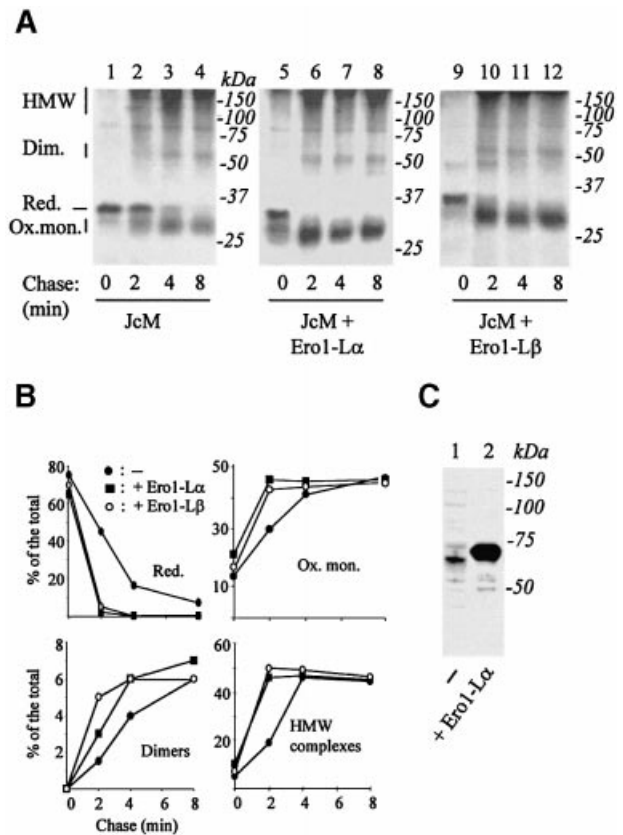 A
1 2 3 4 kDa 5 6 7 8 9 10 11 12
HMW
-150 -150 -150
-100 -100 -100
-75 -75 -75
Dim.
-50 -50 -50
-37 -37 -37
Red.
Ox.mon.
-25 -25 -25
Chase: 0 2 4 8 0 2 4 8 0 2 4 8
(min)
JcM JcM + JcM +
Ero1-Lα Ero1-Lβ
B
% of the total
80
60
40
20
: –
: + Ero1-Lα
: + Ero1-Lβ
Red.
50
30
10
Ox. mon.
% of the total
8
6
4
2
Dimers
0 2 4 8
60
40
20
HMW
complexes
0 2 4 8
Chase (min)
C
1 2 kDa
-150
-100
-75
-50
–
+ Ero1-Lα